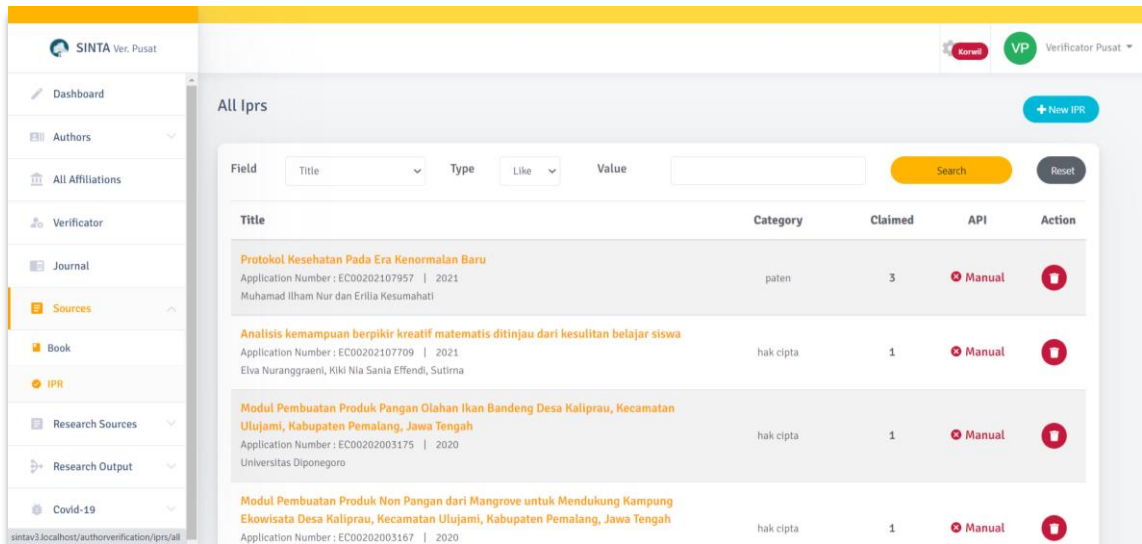 SINTA Ver. Pusat
Korwil
VP
Verificator Pusat
Dashboard
Authors
All Affiliations
Verificator
Journal
Sources
Book
IPR
Research Sources
Research Output
Covid-19
sintav3.localhost/authorverification/iprs/all
All Iprs
+ New IPR
Field Title Type Like Value Search Reset
Title Category Claimed API Action
Protokol Kesehatan Pada Era Kenormalan Baru
Application Number : EC00202107957 | 2021
Muhamad Ilham Nur dan Erilia Kesumahati
paten 3 Manual
Analisis kemampuan berpikir kreatif matematis ditinjau dari kesulitan belajar siswa
Application Number : EC00202107709 | 2021
Elva Nuranggraeni, Kiki Nia Sania Effendi, Sutirna
hak cipta 1 Manual
Modul Pembuatan Produk Pangan Olahan Ikan Bandeng Desa Kaliprau, Kecamatan
Ulujami, Kabupaten Pemalang, Jawa Tengah
Application Number : EC00202003175 | 2020
Universitas Diponegoro
hak cipta 1 Manual
Modul Pembuatan Produk Non Pangan dari Mangrove untuk Mendukung Kampung
Ekowisata Desa Kaliprau, Kecamatan Ulujami, Kabupaten Pemalang, Jawa Tengah
Application Number : EC00202003167 | 2020
hak cipta 1 Manual